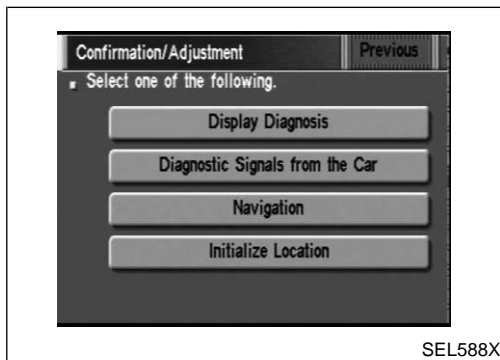 Confirmation/Adjustment Previous
Select one of the following.
Display Diagnosis
Diagnostic Signals from the Car
Navigation
Initialize Location
SEL588X